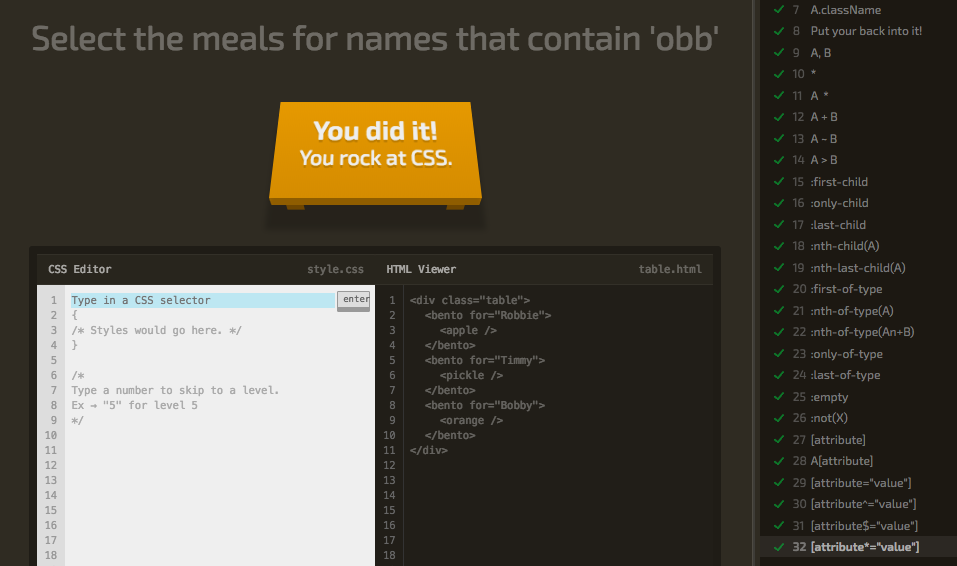 Select the meals for names that contain 'obb'
You did it!
You rock at CSS.
CSS Editor style.css
1 Type in a CSS selector enter
2 {
3 /* Styles would go here. */
4 }
5
6 /*
7 Type a number to skip to a level.
8 Ex → "5" for level 5
9 */
10
11
12
13
14
15
16
17
18
HTML Viewer table.html
1 <div class="table">
2 <bento for="Robbie">
3 <apple />
4 </bento>
5 <bento for="Timmy">
6 <pickle />
7 </bento>
8 <bento for="Bobby">
9 <orange />
10 </bento>
11 </div>
12
13
14
15
16
17
18
✓ 7 A.className
✓ 8 Put your back into it!
✓ 9 A, B
✓ 10 *
✓ 11 A *
✓ 12 A + B
✓ 13 A ~ B
✓ 14 A > B
✓ 15 :first-child
✓ 16 :only-child
✓ 17 :last-child
✓ 18 :nth-child(A)
✓ 19 :nth-last-child(A)
✓ 20 :first-of-type
✓ 21 :nth-of-type(A)
✓ 22 :nth-of-type(An+B)
✓ 23 :only-of-type
✓ 24 :last-of-type
✓ 25 :empty
✓ 26 :not(X)
✓ 27 [attribute]
✓ 28 A[attribute]
✓ 29 [attribute="value"]
✓ 30 [attribute^="value"]
✓ 31 [attribute$="value"]
✓ 32 [attribute*="value"]